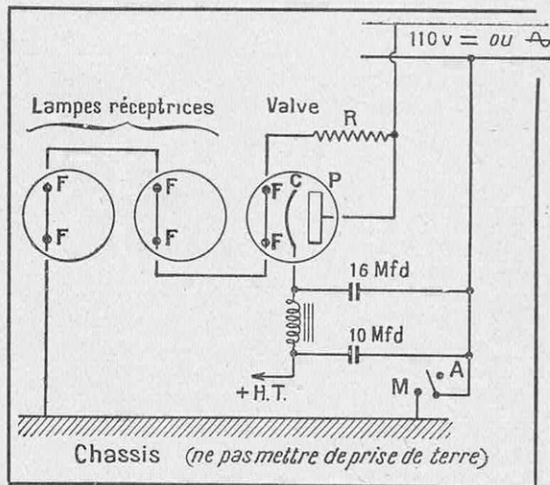 110 v = ou ~
Lampes réceptrices
Valve
R
F
F
F
F
F
F
C
P
16 Mfd
10 Mfd
A
M
+ H.T.
Chassis (ne pas mettre de prise de terre)